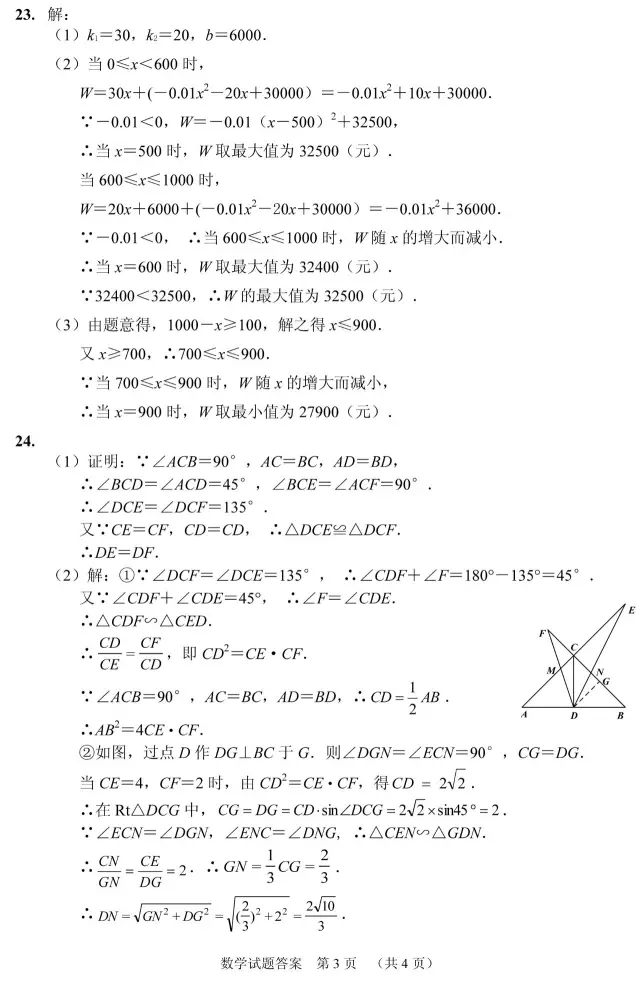 23. 解：
（1）k₁＝30，k₂＝20，b＝6000．
（2）当 0≤x＜600 时，
W＝30x＋(－0.01x²－20x＋30000）＝－0.01x²＋10x＋30000．
∵－0.01＜0，W＝－0.01（x－500）²＋32500，
∴当 x＝500 时，W 取最大值为 32500（元）．
当 600≤x≤1000 时，
W＝20x＋6000＋(－0.01x²－20x＋30000）＝－0.01x²＋36000．
∵－0.01＜0， ∴当 600≤x≤1000 时，W 随 x 的增大而减小．
∴当 x＝600 时，W 取最大值为 32400（元）．
∵32400＜32500，∴W 的最大值为 32500（元）．
（3）由题意得，1000－x≥100，解之得 x≤900．
又 x≥700，∴700≤x≤900．
∵当 700≤x≤900 时，W 随 x 的增大而减小，
∴当 x＝900 时，W 取最小值为 27900（元）．
24.
（1）证明：∵∠ACB＝90°，AC＝BC，AD＝BD，
∴∠BCD＝∠ACD＝45°，∠BCE＝∠ACF＝90°．
∴∠DCE＝∠DCF＝135°．
又∵CE＝CF，CD＝CD， ∴△DCE≌△DCF．
∴DE＝DF．
（2）解：①∵∠DCF＝∠DCE＝135°， ∴∠CDF＋∠F＝180°－135°＝45°．
又∵∠CDF＋∠CDE＝45°， ∴∠F＝∠CDE．
∴△CDF∽△CED．
∴CD/CE＝CF/CD，即 CD²＝CE·CF．
∵∠ACB＝90°，AC＝BC，AD＝BD，∴CD＝1/2 AB．
∴AB²＝4CE·CF．
②如图，过点 D 作 DG⊥BC 于 G．则∠DGN＝∠ECN＝90°，CG＝DG．
当 CE＝4，CF＝2 时，由 CD²＝CE·CF，得 CD ＝ 2√2．
∴在 Rt△DCG 中，CG＝DG＝CD·sin∠DCG＝2√2×sin45°＝2．
∵∠ECN＝∠DGN，∠ENC＝∠DNG，∴△CEN∽△GDN．
∴CN/GN＝CE/DG＝2．∴GN＝1/3 CG＝2/3．
∴DN＝√(GN²＋DG²)＝√((2/3)²＋2²)＝2√10/3．
E
F
C
M
N
G
A D B
数学试题答案 第 3 页 （共 4 页）